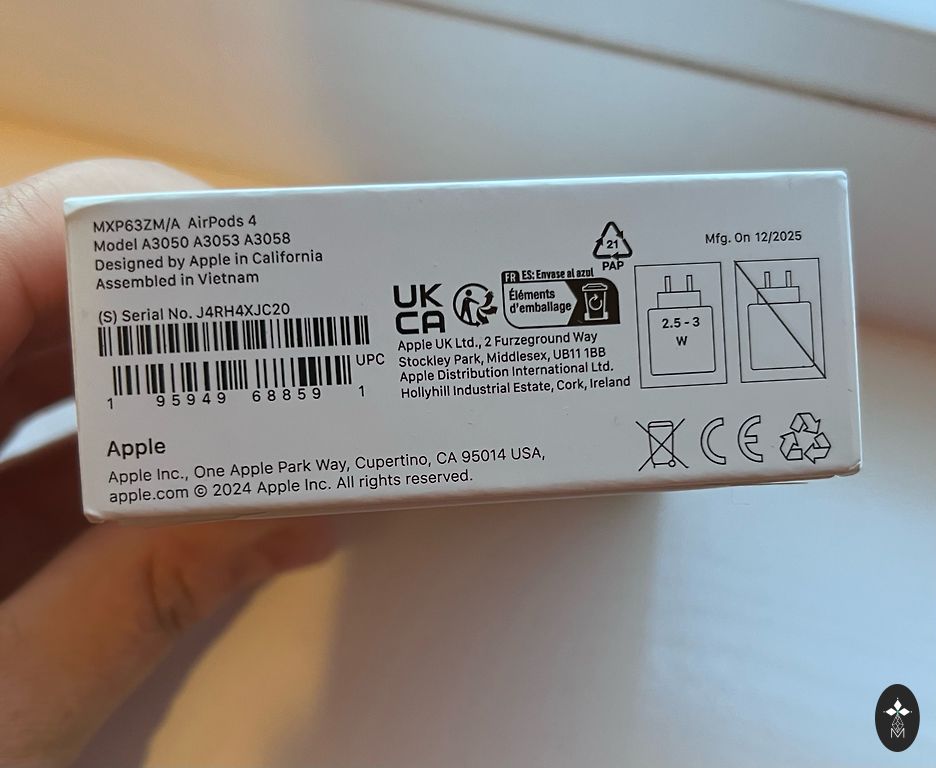 MXP63ZM/A AirPods 4
Model A3050 A3053 A3058
Designed by Apple in California
Assembled in Vietnam
(S) Serial No. J4RH4XJC20
UPC
1 95949 68859 1
Apple
Apple Inc., One Apple Park Way, Cupertino, CA 95014 USA,
apple.com © 2024 Apple Inc. All rights reserved.
UK
CA
FR ES: Envase al azul
Éléments
d'emballage
Apple UK Ltd., 2 Furzeground Way
Stockley Park, Middlesex, UB11 1BB
Apple Distribution International Ltd.
Hollyhill Industrial Estate, Cork, Ireland
21
PAP
Mfg. On 12/2025
2.5 - 3
W
CE
M